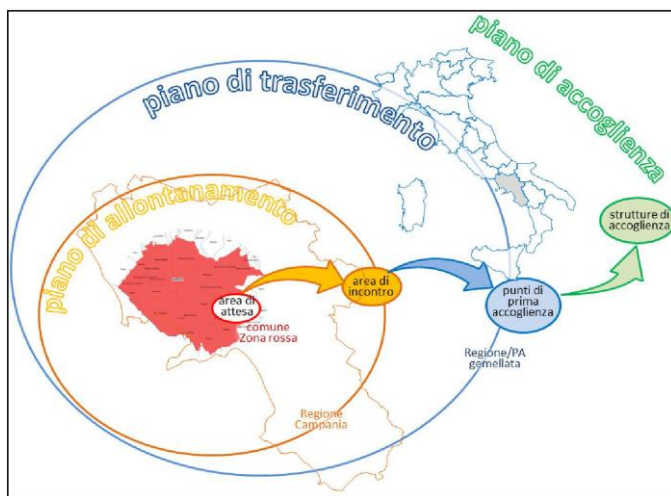 piano di accoglienza
piano di trasferimento
piano di allontanamento
strutture di
accoglienza
area di
incontro
area di
attesa
punti di
prima
accoglienza
comune
Zona rossa
Regione/PA
gemellata
Regione
Campania